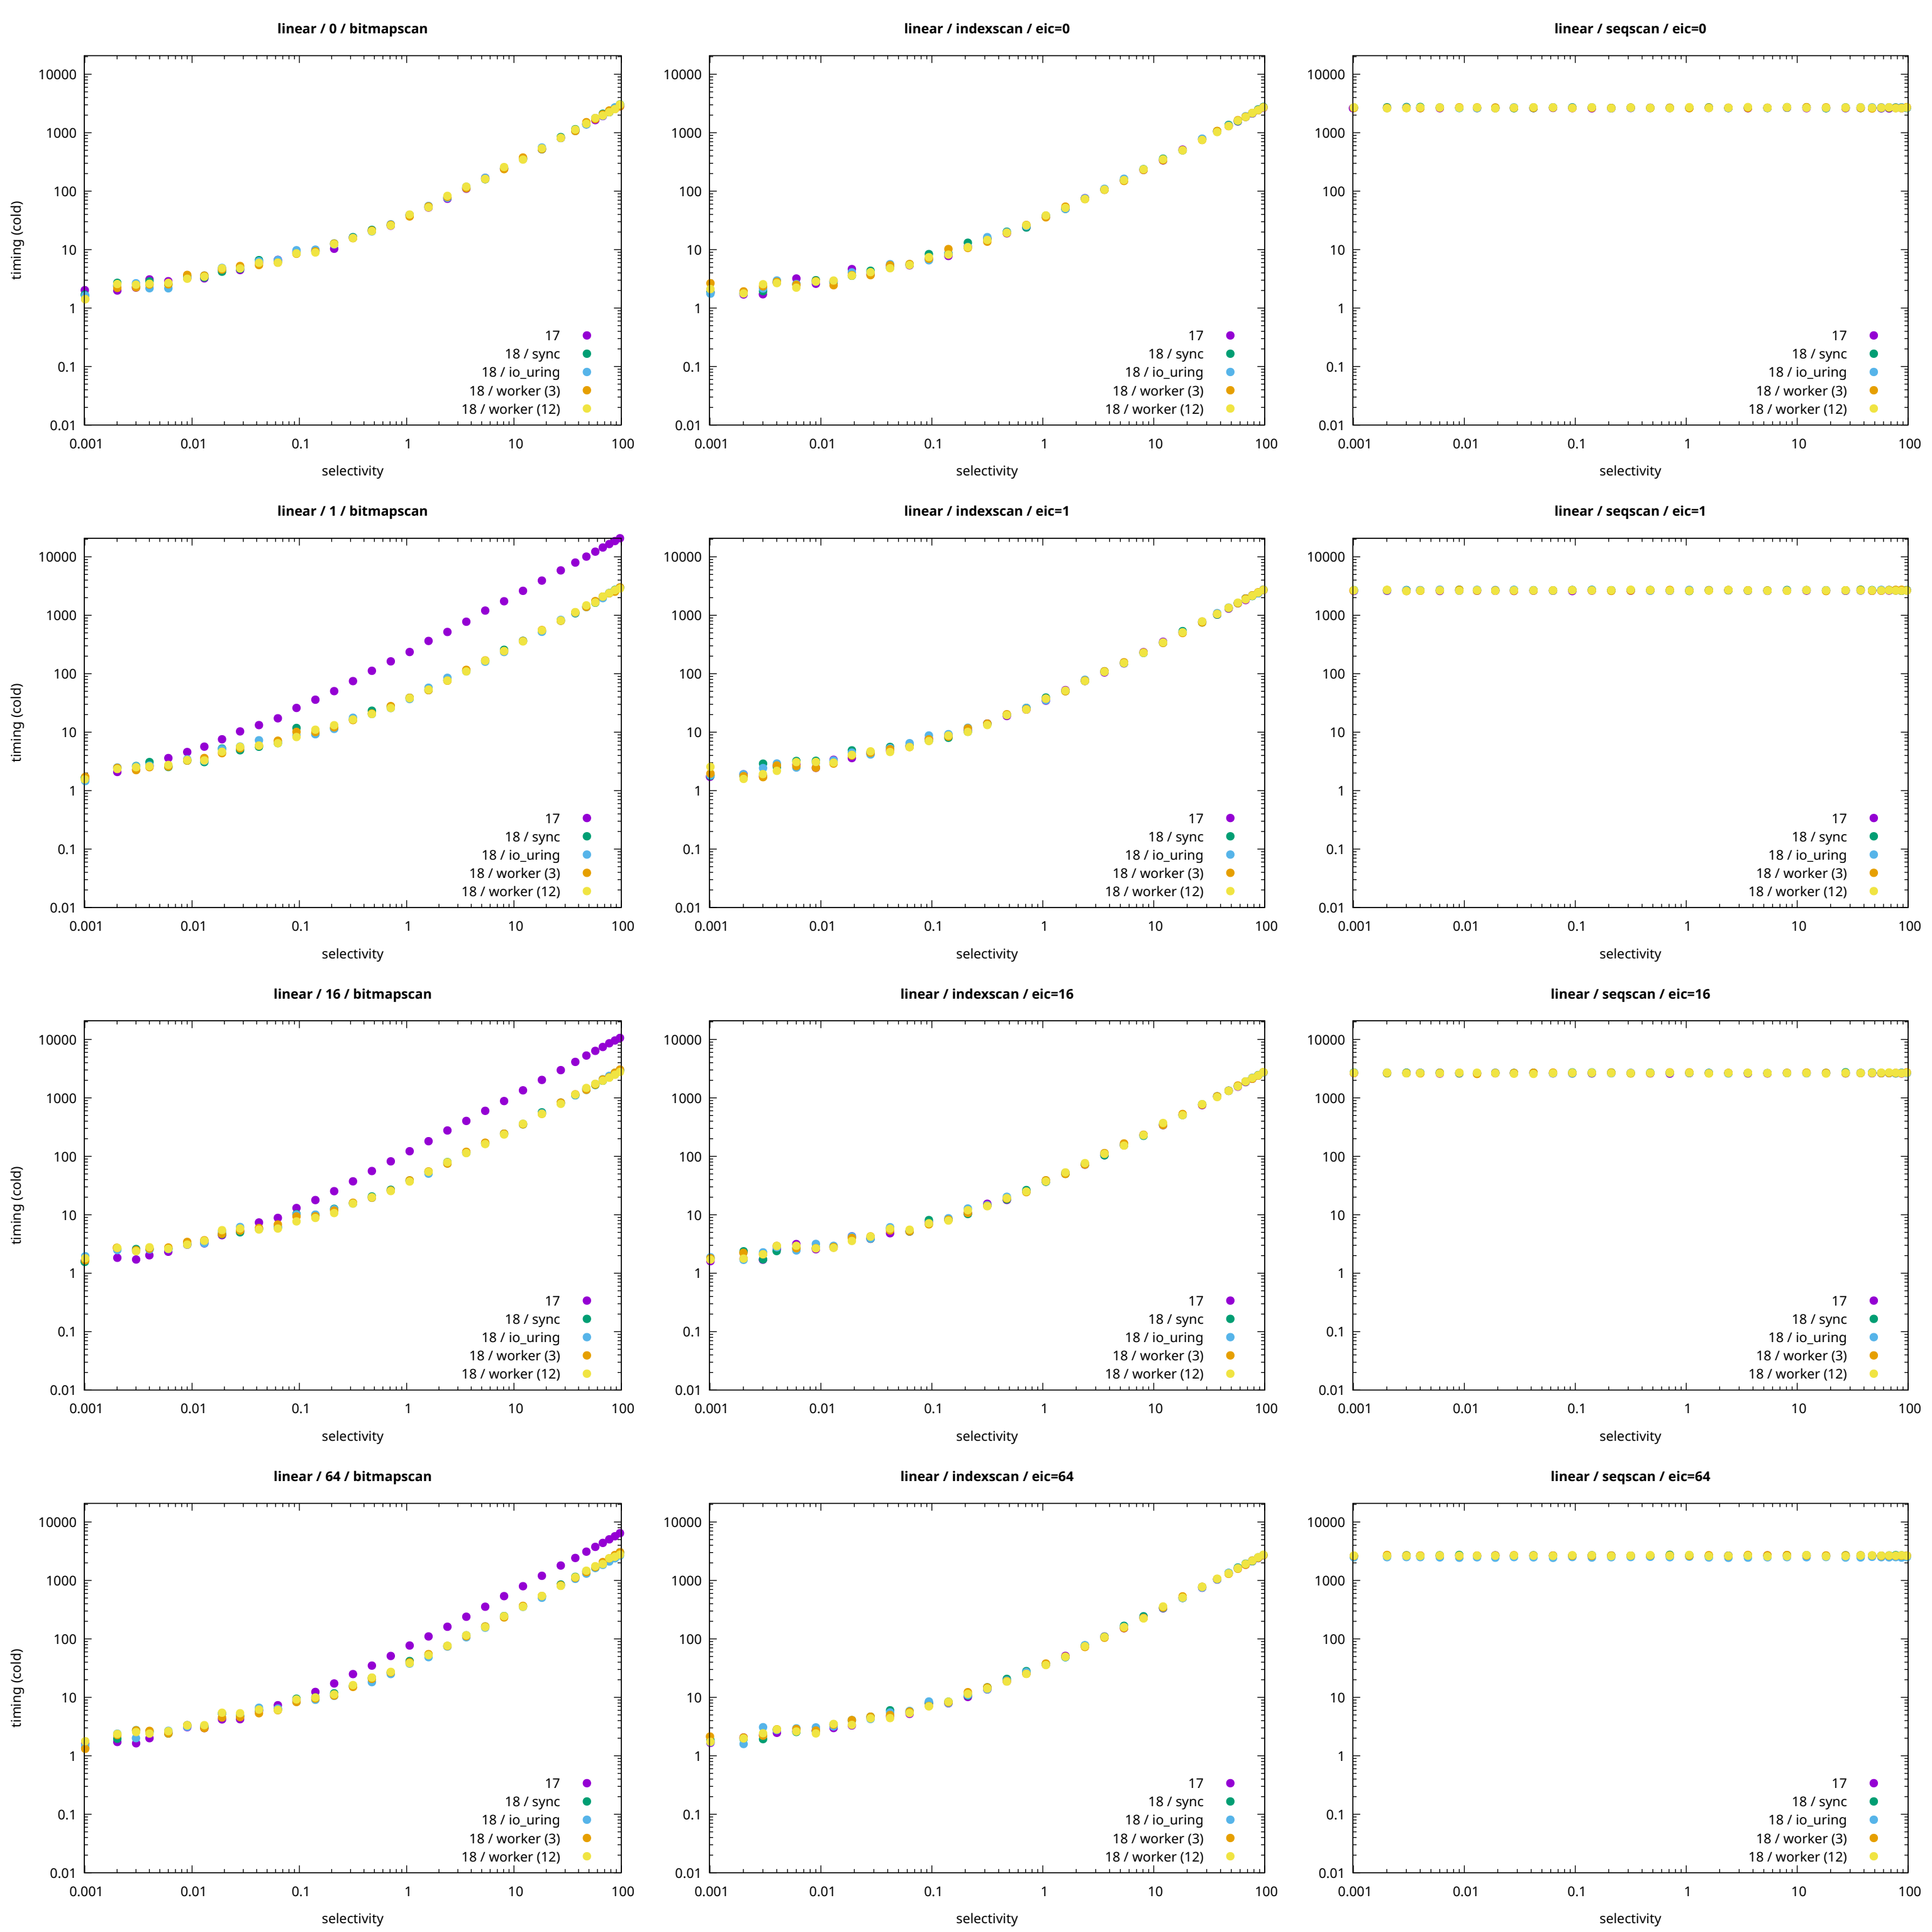 linear / 0 / bitmapscan
timing (cold)
10000
1000
100
10
1
0.1
0.01
17
18 / sync
18 / io_uring
18 / worker (3)
18 / worker (12)
0.001 0.01 0.1 1 10 100
selectivity
linear / indexscan / eic=0
10000
1000
100
10
1
0.1
0.01
17
18 / sync
18 / io_uring
18 / worker (3)
18 / worker (12)
0.001 0.01 0.1 1 10 100
selectivity
linear / seqscan / eic=0
10000
1000
100
10
1
0.1
0.01
17
18 / sync
18 / io_uring
18 / worker (3)
18 / worker (12)
0.001 0.01 0.1 1 10 100
selectivity
linear / 1 / bitmapscan
timing (cold)
10000
1000
100
10
1
0.1
0.01
17
18 / sync
18 / io_uring
18 / worker (3)
18 / worker (12)
0.001 0.01 0.1 1 10 100
selectivity
linear / indexscan / eic=1
10000
1000
100
10
1
0.1
0.01
17
18 / sync
18 / io_uring
18 / worker (3)
18 / worker (12)
0.001 0.01 0.1 1 10 100
selectivity
linear / seqscan / eic=1
10000
1000
100
10
1
0.1
0.01
17
18 / sync
18 / io_uring
18 / worker (3)
18 / worker (12)
0.001 0.01 0.1 1 10 100
selectivity
linear / 16 / bitmapscan
timing (cold)
10000
1000
100
10
1
0.1
0.01
17
18 / sync
18 / io_uring
18 / worker (3)
18 / worker (12)
0.001 0.01 0.1 1 10 100
selectivity
linear / indexscan / eic=16
10000
1000
100
10
1
0.1
0.01
17
18 / sync
18 / io_uring
18 / worker (3)
18 / worker (12)
0.001 0.01 0.1 1 10 100
selectivity
linear / seqscan / eic=16
10000
1000
100
10
1
0.1
0.01
17
18 / sync
18 / io_uring
18 / worker (3)
18 / worker (12)
0.001 0.01 0.1 1 10 100
selectivity
linear / 64 / bitmapscan
timing (cold)
10000
1000
100
10
1
0.1
0.01
17
18 / sync
18 / io_uring
18 / worker (3)
18 / worker (12)
0.001 0.01 0.1 1 10 100
selectivity
linear / indexscan / eic=64
10000
1000
100
10
1
0.1
0.01
17
18 / sync
18 / io_uring
18 / worker (3)
18 / worker (12)
0.001 0.01 0.1 1 10 100
selectivity
linear / seqscan / eic=64
10000
1000
100
10
1
0.1
0.01
17
18 / sync
18 / io_uring
18 / worker (3)
18 / worker (12)
0.001 0.01 0.1 1 10 100
selectivity